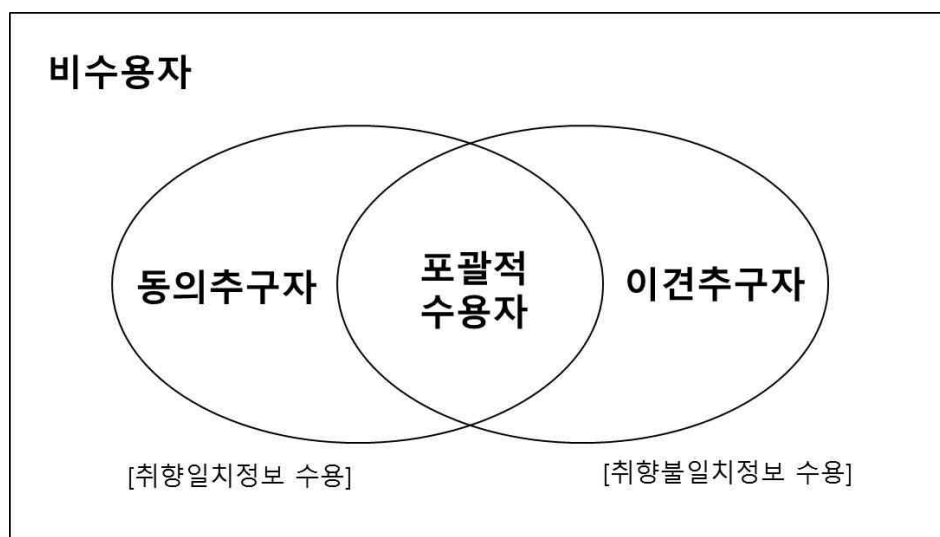 비수용자
동의추구자
포괄적
수용자
이견추구자
[취향일치정보 수용]
[취향불일치정보 수용]